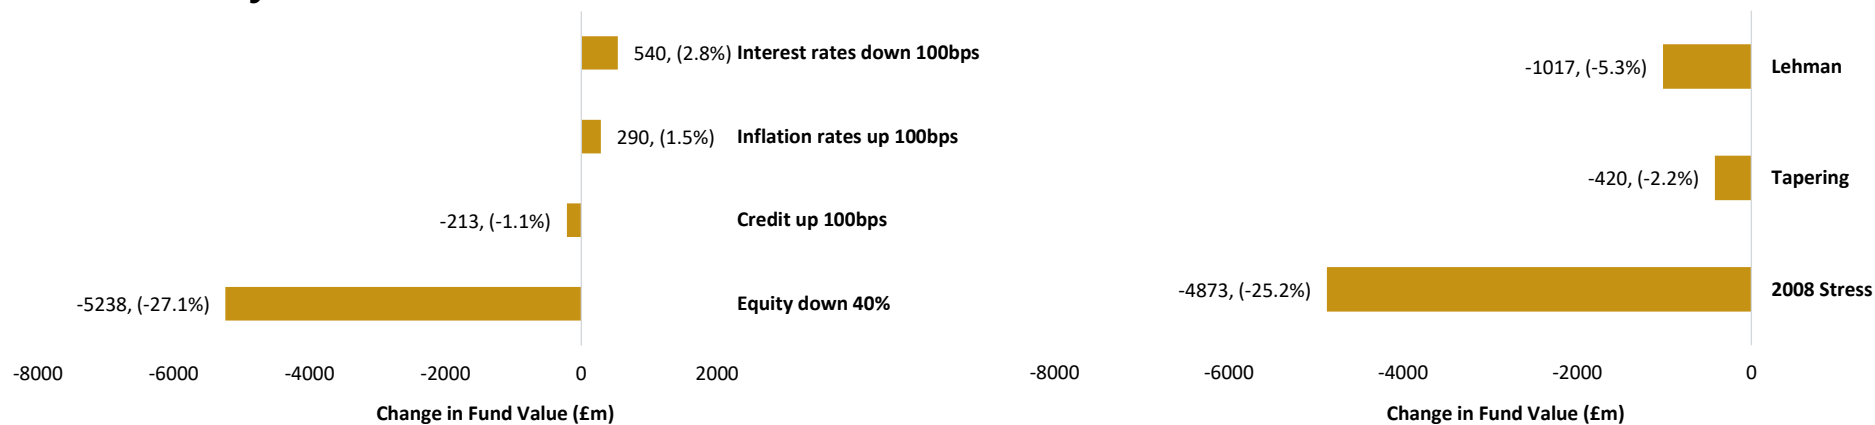 540, (2.8%) Interest rates down 100bps
290, (1.5%) Inflation rates up 100bps
-213, (-1.1%) Credit up 100bps
-5238, (-27.1%) Equity down 40%
-8000 -6000 -4000 -2000 0 2000
Change in Fund Value (£m)
-1017, (-5.3%) Lehman
-420, (-2.2%) Tapering
-4873, (-25.2%) 2008 Stress
-8000 -6000 -4000 -2000 0
Change in Fund Value (£m)